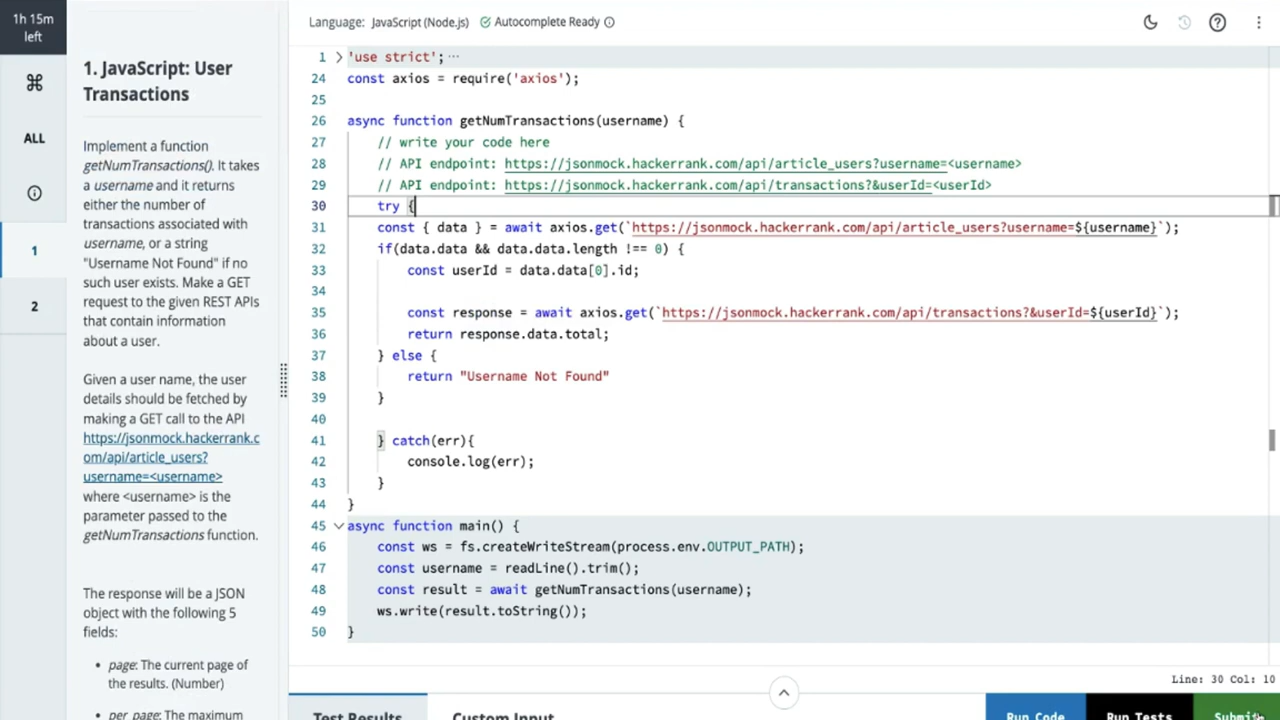 1h 15m
left
ALL
1
2
1. JavaScript: User
Transactions
Implement a function
getNumTransactions(). It takes
a username and it returns
either the number of
transactions associated with
username, or a string
"Username Not Found" if no
such user exists. Make a GET
request to the given REST APIs
that contain information
about a user.
Given a user name, the user
details should be fetched by
making a GET call to the API
https://jsonmock.hackerrank.c
om/api/article_users?
username=<username>
where <username> is the
parameter passed to the
getNumTransactions function.
The response will be a JSON
object with the following 5
fields:
• page: The current page of
the results. (Number)
• per_page: The maximum
Language: JavaScript (Node.js) Autocomplete Ready
1 'use strict'; ···
24 const axios = require('axios');
25
26 async function getNumTransactions(username) {
27 // write your code here
28 // API endpoint: https://jsonmock.hackerrank.com/api/article_users?username=<username>
29 // API endpoint: https://jsonmock.hackerrank.com/api/transactions?&userId=<userId>
30 try {
31 const { data } = await axios.get(`https://jsonmock.hackerrank.com/api/article_users?username=${username}`);
32 if(data.data && data.data.length !== 0) {
33 const userId = data.data[0].id;
34
35 const response = await axios.get(`https://jsonmock.hackerrank.com/api/transactions?&userId=${userId}`);
36 return response.data.total;
37 } else {
38 return "Username Not Found"
39 }
40
41 } catch(err){
42 console.log(err);
43 }
44 }
45 async function main() {
46 const ws = fs.createWriteStream(process.env.OUTPUT_PATH);
47 const username = readLine().trim();
48 const result = await getNumTransactions(username);
49 ws.write(result.toString());
50 }
Line: 30 Col: 10
Test Results Custom Input Run Code Run Tests Submit